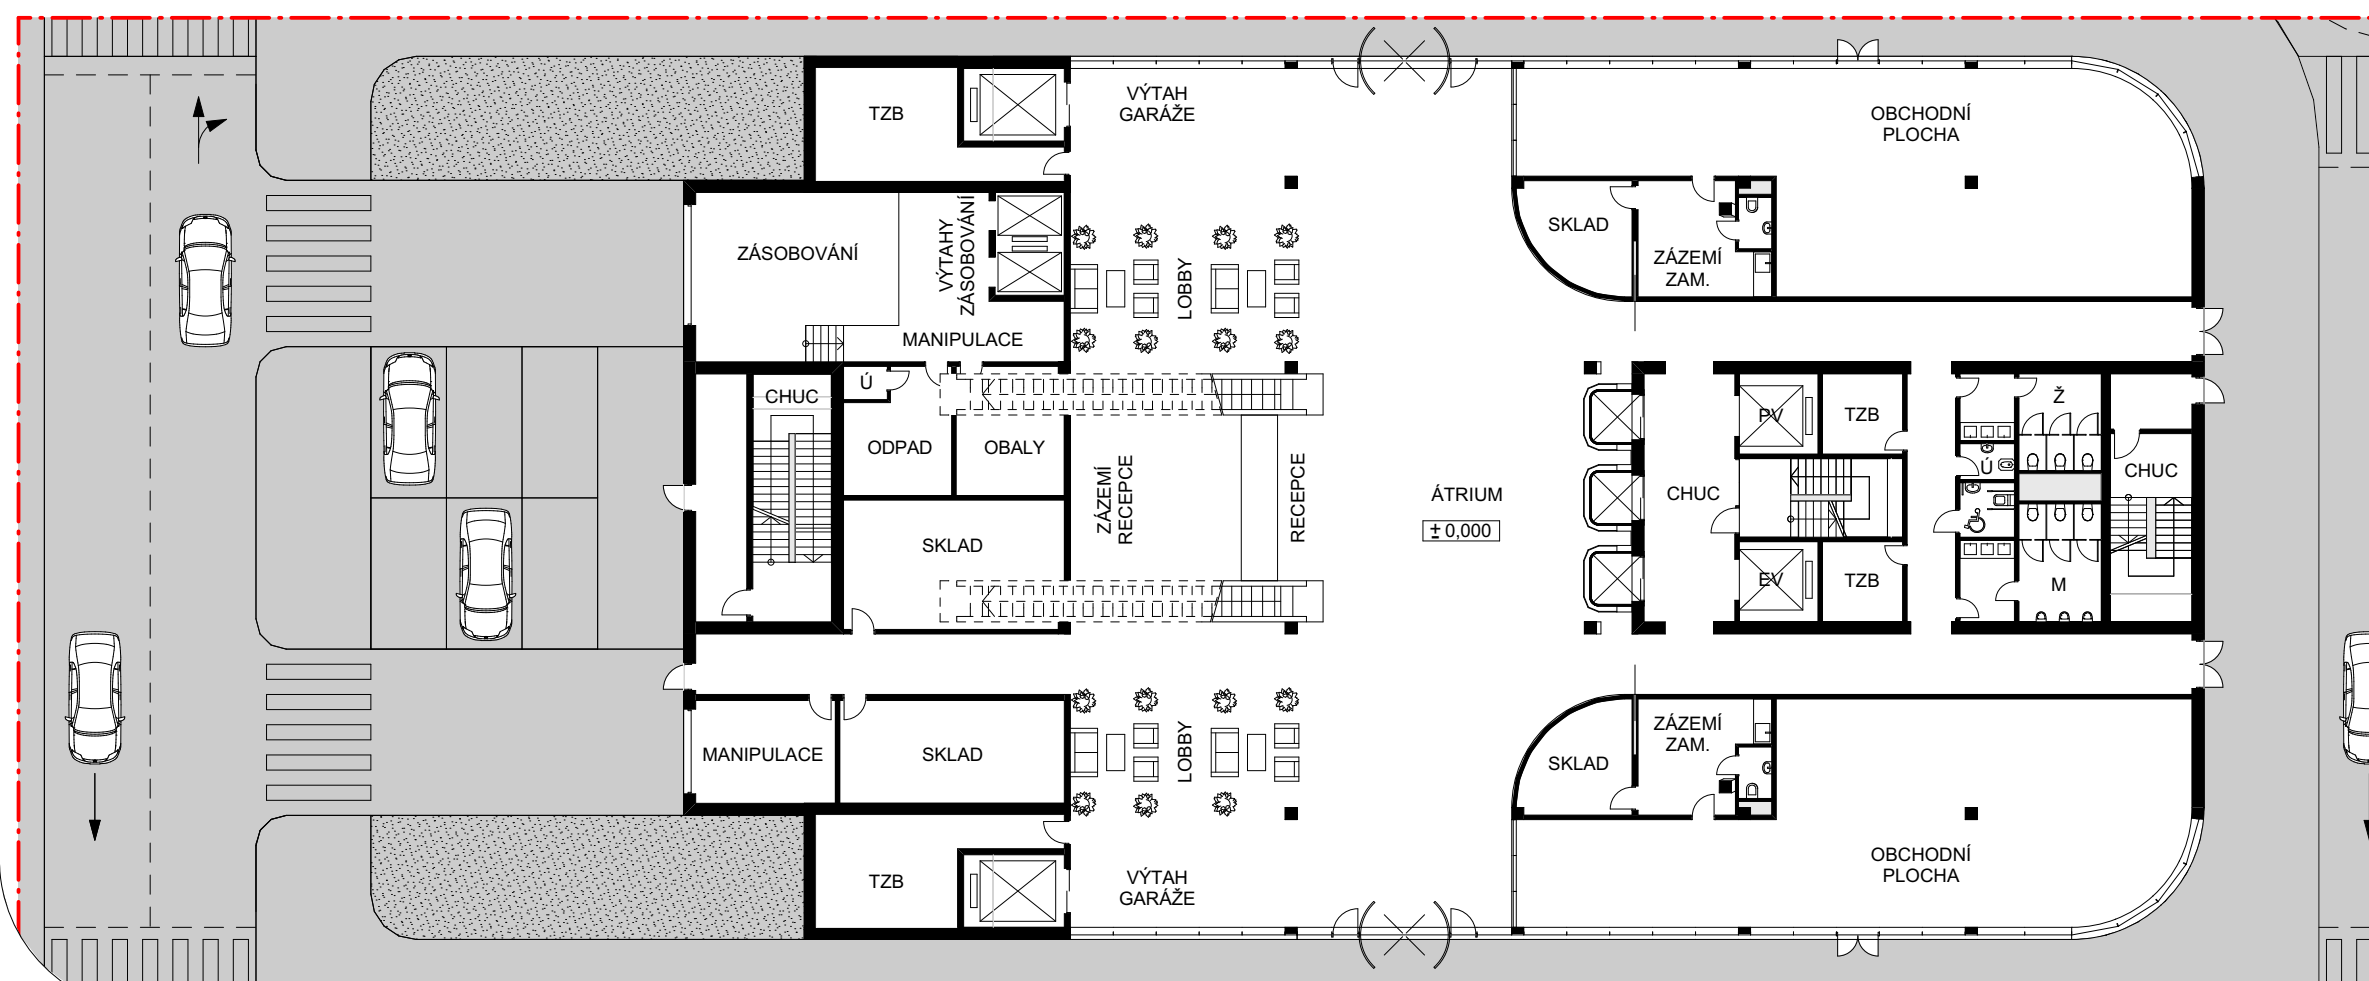 VÝTAH
GARÁŽE
TZB
OBCHODNÍ
PLOCHA
SKLAD
ZÁZEMÍ
ZAM.
ZÁSOBOVÁNÍ
VÝTAHY
ZÁSOBOVÁNÍ
LOBBY
MANIPULACE
Ú
CHUC
ODPAD
OBALY
ZÁZEMÍ
RECEPCE
RECEPCE
ÁTRIUM
± 0,000
CHUC
PV
TZB
EV
TZB
Ž
Ú
M
CHUC
SKLAD
MANIPULACE
SKLAD
LOBBY
SKLAD
ZÁZEMÍ
ZAM.
TZB
VÝTAH
GARÁŽE
OBCHODNÍ
PLOCHA